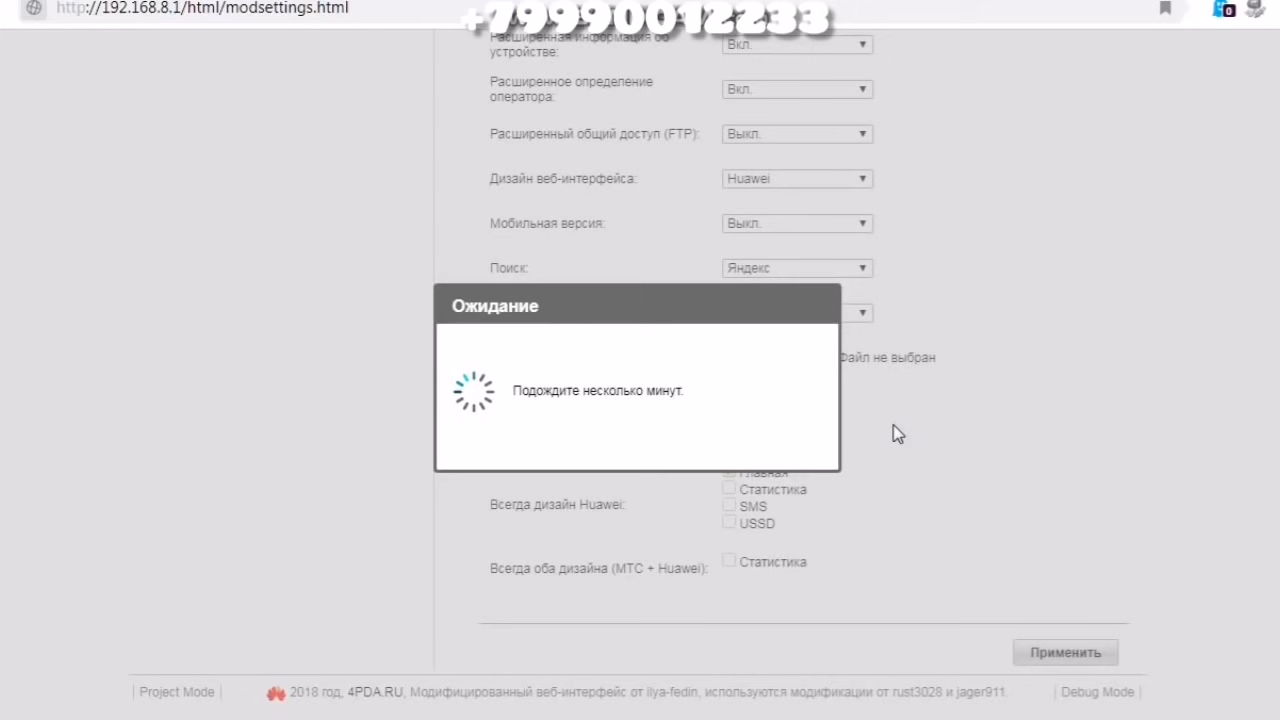 http://192.168.8.1/html/modsettings.html
+79990012233
0
Расширенная информация об
устройстве:
Вкл.
Расширенное определение
оператора:
Вкл.
Расширенный общий доступ (FTP):
Выкл.
Дизайн веб-интерфейса:
Huawei
Мобильная версия:
Выкл.
Поиск:
Яндекс
Ожидание
Файл не выбран
Подождите несколько минут.
Главная
Статистика
Всегда дизайн Huawei:
SMS
USSD
Всегда оба дизайна (МТС + Huawei):
Статистика
Применить
Project Mode
2018 год, 4PDA.RU, Модифицированный веб-интерфейс от ilya-fedin, используются модификации от rust3028 и jager911.
Debug Mode